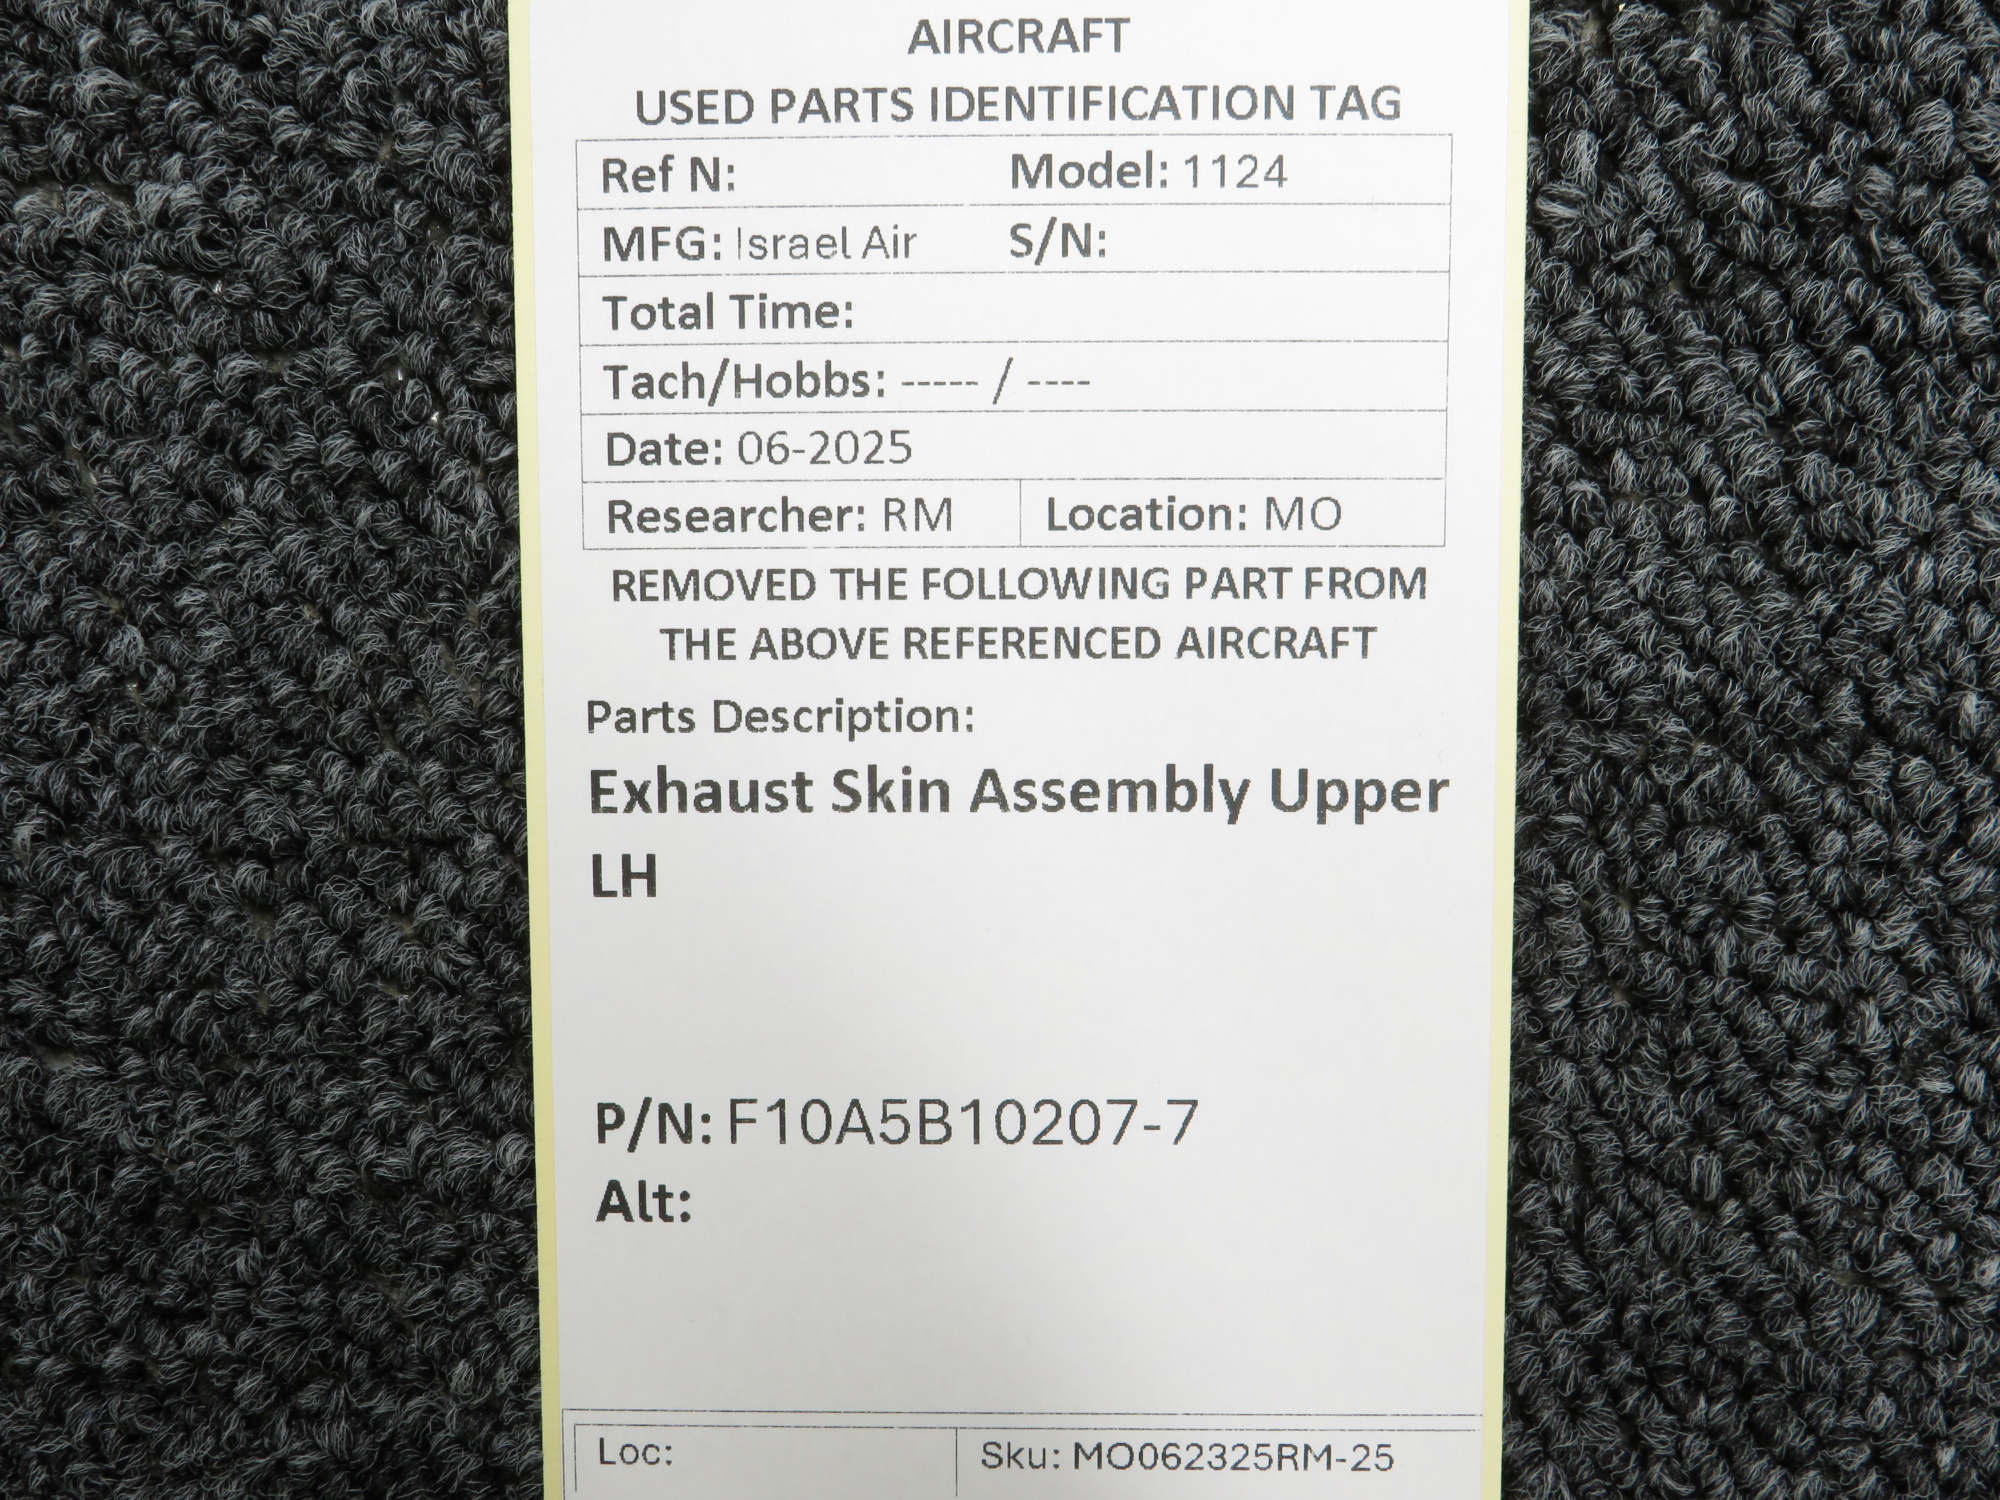 AIRCRAFT
USED PARTS IDENTIFICATION TAG
Ref N: Model: 1124
MFG: Israel Air S/N:
Total Time:
Tach/Hobbs: ----- / ----
Date: 06-2025
Researcher: RM Location: MO
REMOVED THE FOLLOWING PART FROM
THE ABOVE REFERENCED AIRCRAFT
Parts Description:
Exhaust Skin Assembly Upper
LH
P/N: F10A5B10207-7
Alt:
Loc: Sku: MO062325RM-25